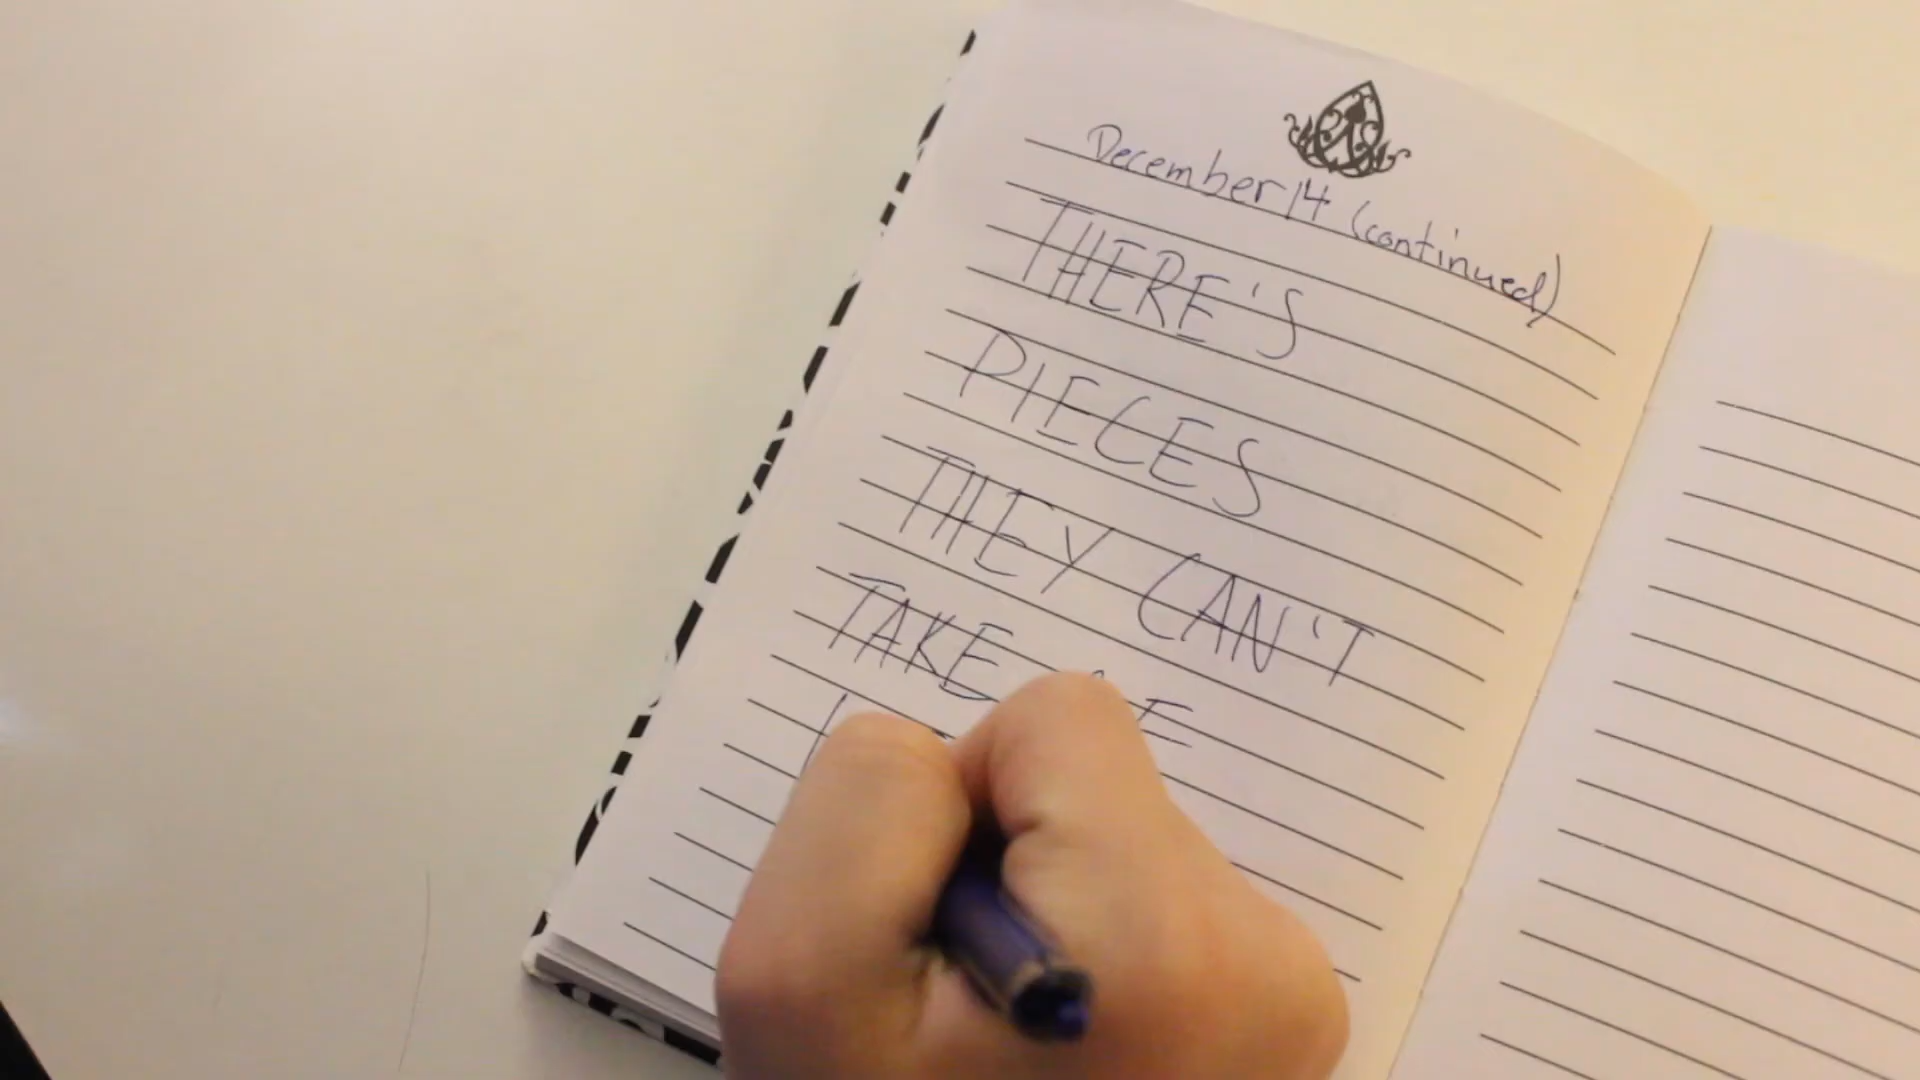 December 14 (continued)
THERE'S
PIECES
THEY CAN'T
TAKE